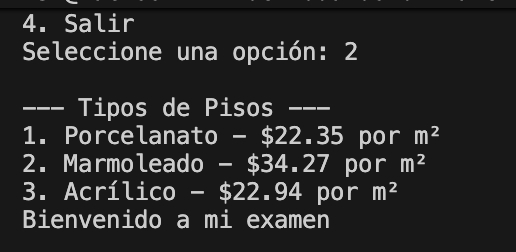 4. Salir
Seleccione una opción: 2
--- Tipos de Pisos ---
1. Porcelanato - $22.35 por m²
2. Marmoleado - $34.27 por m²
3. Acrílico - $22.94 por m²
Bienvenido a mi examen